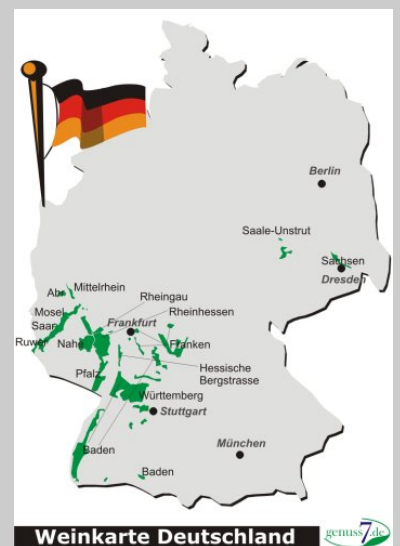 Berlin
Saale-Unstrut
Sachsen
Dresden
Ahr
Mittelrhein
Rheingau
Mosel
Saar
Ruwer
Rheinhessen
Frankfurt
Nahe
Franken
Pfalz
Hessische
Bergstrasse
Württemberg
Stuttgart
Baden
München
Baden
Weinkarte Deutschland
genuss7.de